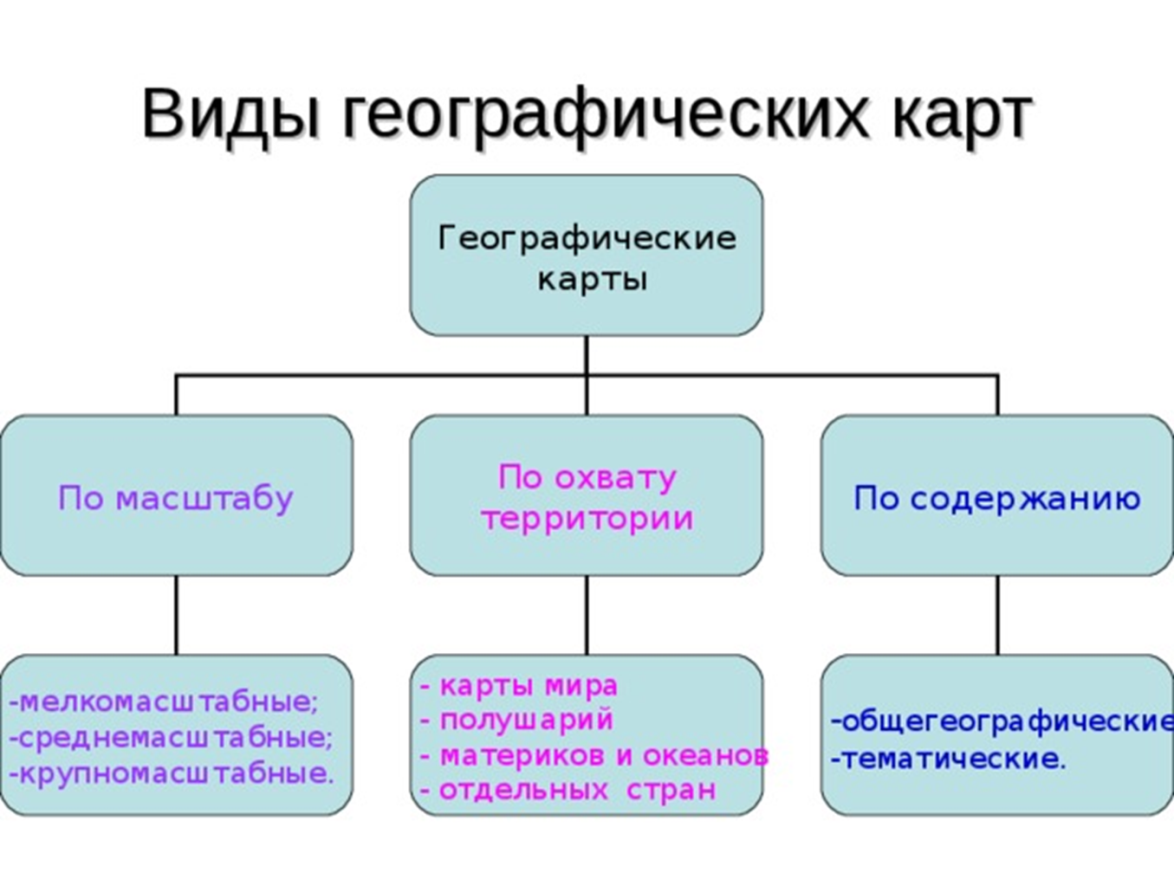 Виды географических карт
Географические
карты
По масштабу
По охвату
территории
По содержанию
-мелкомасштабные;
-среднемасштабные;
-крупномасштабные.
- карты мира
- полушарий
- материков и океанов
- отдельных стран
-общегеографические
-тематические.